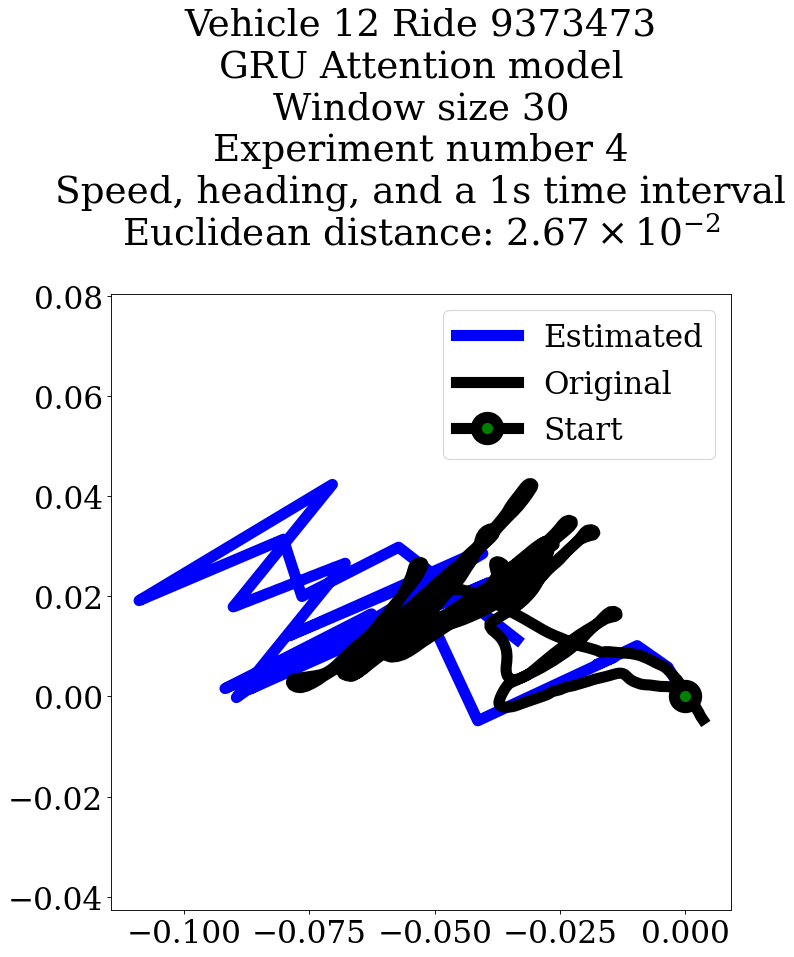 Vehicle 12 Ride 9373473
GRU Attention model
Window size 30
Experiment number 4
Speed, heading, and a 1s time interval
Euclidean distance: 2.67 × 10⁻²
0.08
Estimated
0.06
Original
Start
0.04
0.02
0.00
−0.02
−0.04
−0.100 −0.075 −0.050 −0.025 0.000